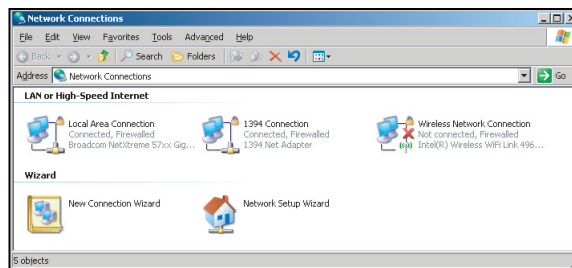 Network Connections
File Edit View Favorites Tools Advanced Help
Back Search Folders
Address Network Connections Go
LAN or High-Speed Internet
Local Area Connection
Connected, Firewalled
Broadcom NetXtreme 57xx Gig...
1394 Connection
Connected, Firewalled
1394 Net Adapter
Wireless Network Connection
Not connected, Firewalled
Intel(R) Wireless WiFi Link 496...
Wizard
New Connection Wizard
Network Setup Wizard
5 objects